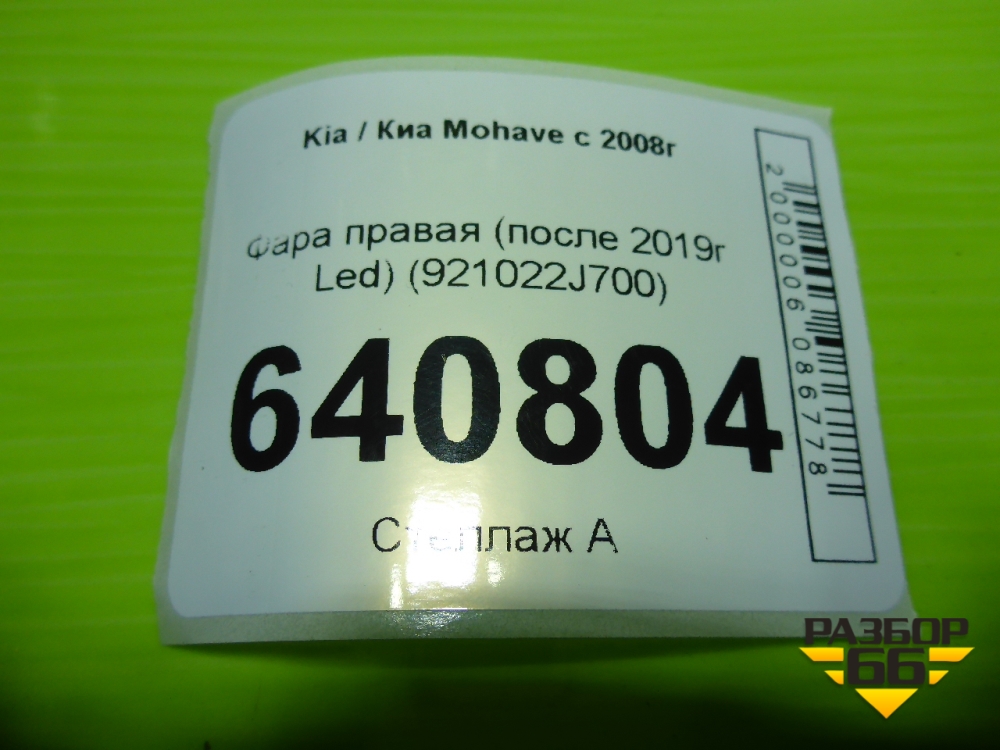 Kia / Киа Mohave с 2008г
Фара правая (после 2019г
Led) (921022J700)
640804
Стеллаж А
2000006086778
РАЗБОР
66